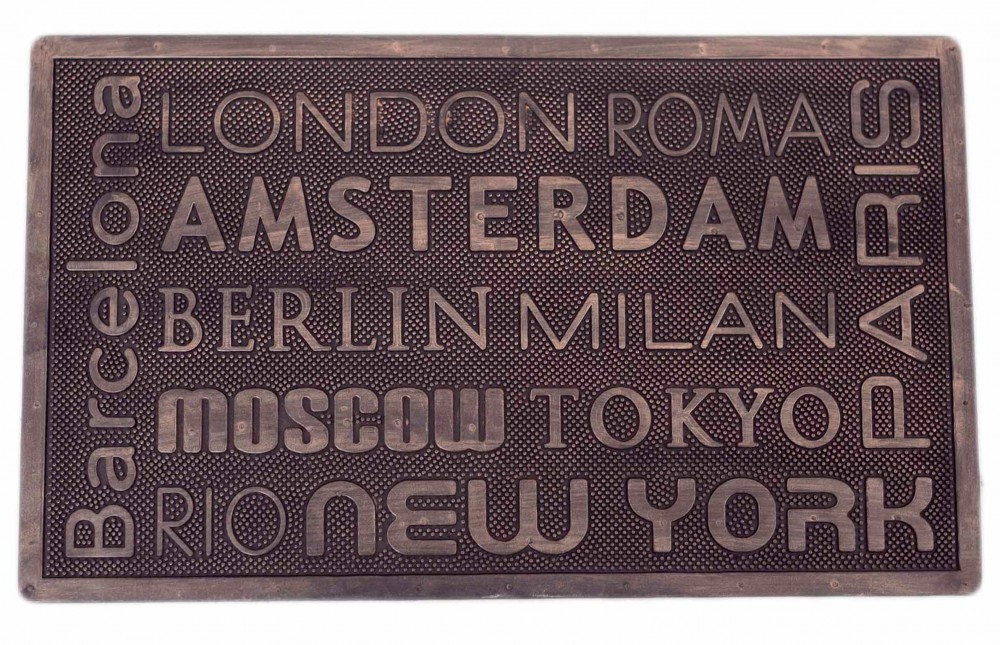 Barcelona
LONDON ROMA
AMSTERDAM
BERLIN MILAN
MOSCOW TOKYO
RIO NEW YORK
PARIS